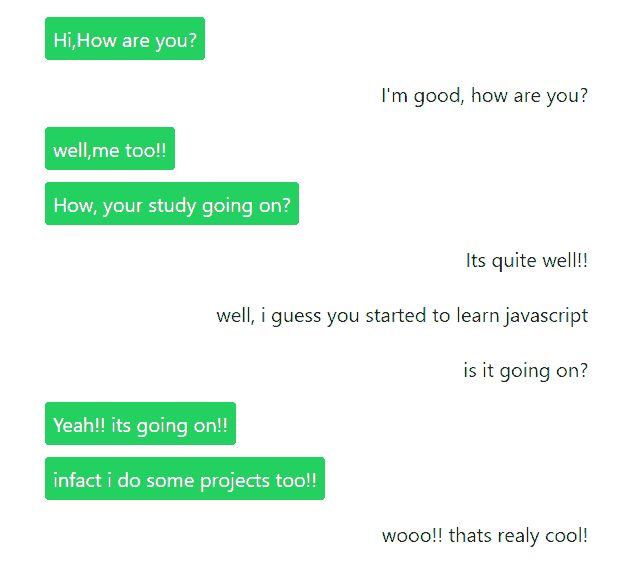 Hi,How are you?
I'm good, how are you?
well,me too!!
How, your study going on?
Its quite well!!
well, i guess you started to learn javascript
is it going on?
Yeah!! its going on!!
infact i do some projects too!!
wooo!! thats realy cool!